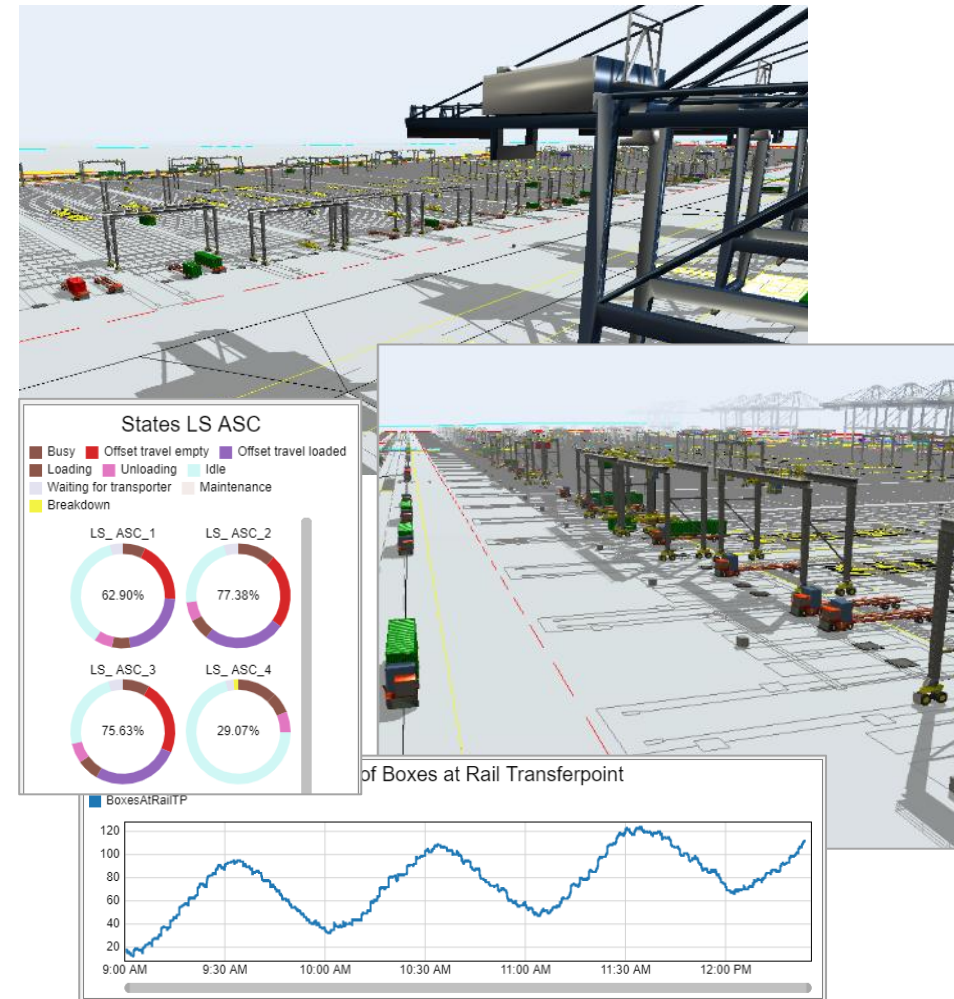 States LS ASC
Busy Offset travel empty Offset travel loaded
Loading Unloading Idle
Waiting for transporter Maintenance
Breakdown
LS_ ASC_1 LS_ ASC_2
62.90% 77.38%
LS_ ASC_3 LS_ ASC_4
75.63% 29.07%
of Boxes at Rail Transferpoint
BoxesAtRailTP
120
100
80
60
40
20
9:00 AM 9:30 AM 10:00 AM 10:30 AM 11:00 AM 11:30 AM 12:00 PM